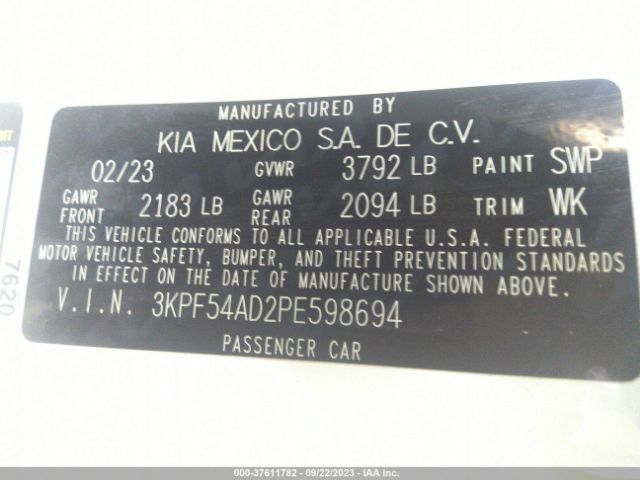 MANUFACTURED BY
KIA MEXICO S.A. DE C.V.
02/23 GVWR 3792 LB PAINT SWP
GAWR FRONT 2183 LB GAWR REAR 2094 LB TRIM WK
THIS VEHICLE CONFORMS TO ALL APPLICABLE U.S.A. FEDERAL
MOTOR VEHICLE SAFETY, BUMPER, AND THEFT PREVENTION STANDARDS
IN EFFECT ON THE DATE OF MANUFACTURE SHOWN ABOVE.
V.I.N. 3KPF54AD2PE598694
PASSENGER CAR
7620
000-37611782 - 09/22/2023 - IAAI.COM